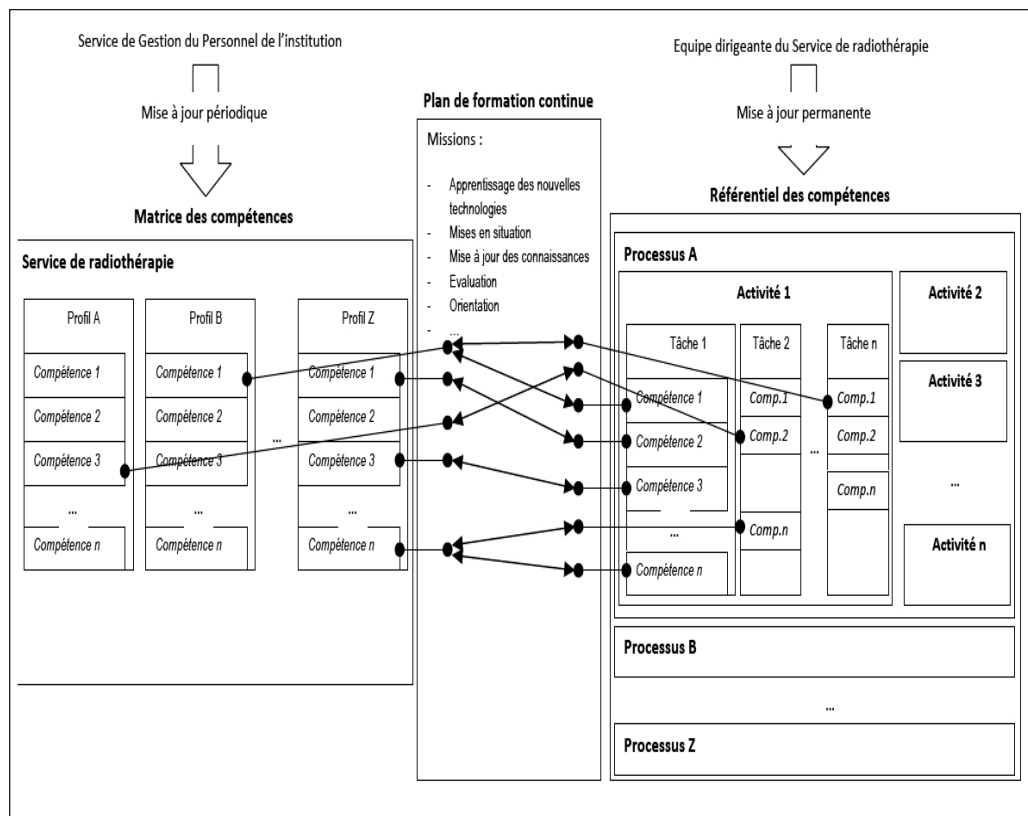 Service de Gestion du Personnel de l'institution
Mise à jour périodique
Matrice des compétences
Service de radiothérapie
Profil A
Compétence 1
Compétence 2
Compétence 3
...
Compétence n
Profil B
Compétence 1
Compétence 2
Compétence 3
...
Compétence n
...
Profil Z
Compétence 1
Compétence 2
Compétence 3
...
Compétence n
Plan de formation continue
Missions :
- Apprentissage des nouvelles
technologies
- Mises en situation
- Mise à jour des connaissances
- Evaluation
- Orientation
- ...
Equipe dirigeante du Service de radiothérapie
Mise à jour permanente
Référentiel des compétences
Processus A
Activité 1
Tâche 1
Compétence 1
Compétence 2
Compétence 3
...
Compétence n
Tâche 2
Comp.1
Comp.2
Comp.n
...
Tâche n
Comp.1
Comp.2
Comp.n
Activité 2
Activité 3
...
Activité n
Processus B
...
Processus Z